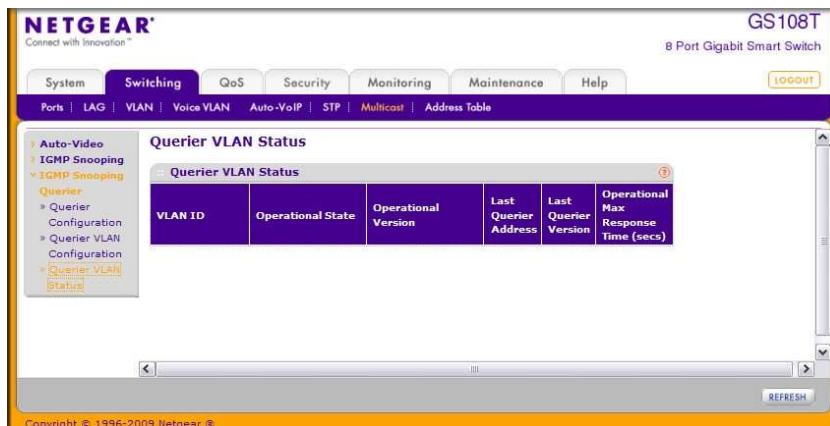 NETGEAR®
Connect with Innovation™
GS108T
8 Port Gigabit Smart Switch
System Switching QoS Security Monitoring Maintenance Help LOGOUT
Ports | LAG | VLAN | Voice VLAN Auto-VoIP | STP | Multicast | Address Table
Auto-Video
IGMP Snooping
IGMP Snooping
Querier
» Querier
Configuration
» Querier VLAN
Configuration
» Querier VLAN
Status
Querier VLAN Status
Querier VLAN Status
VLAN ID
Operational State
Operational
Version
Last
Querier
Address
Last
Querier
Version
Operational
Max
Response
Time (secs)
REFRESH
Copyright © 1996-2009 Netgear ®